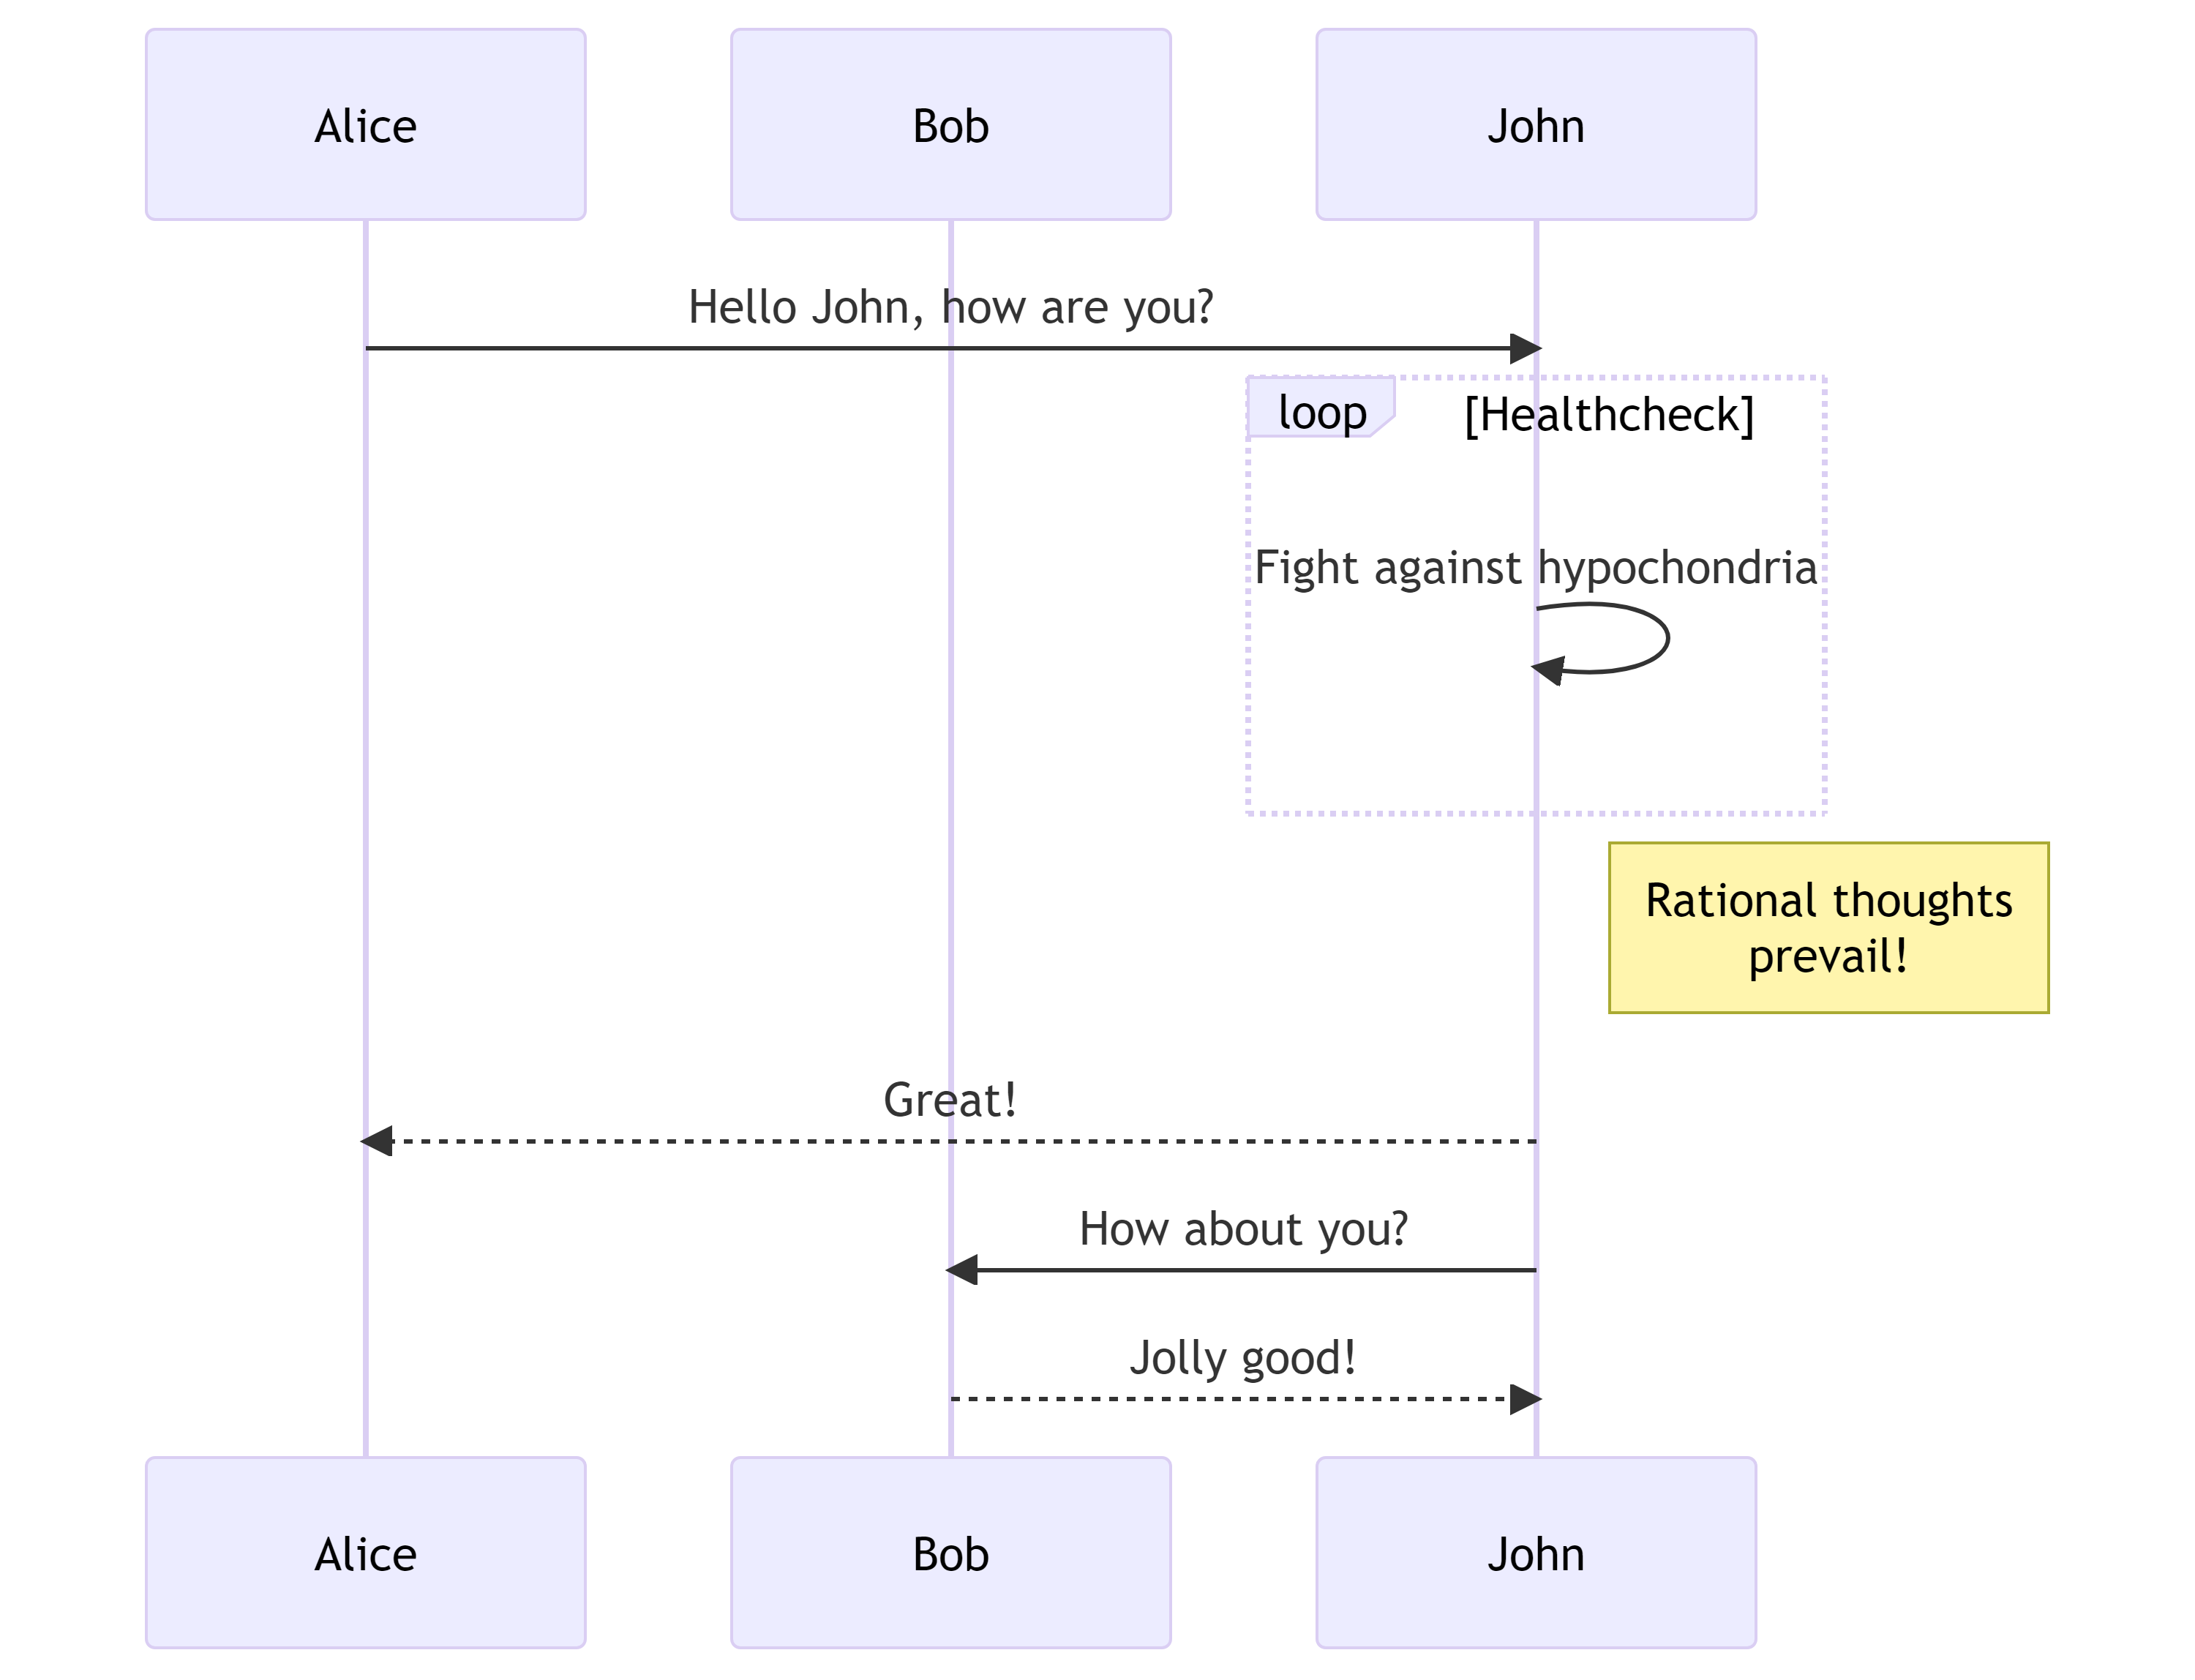 Alice
Bob
John
Hello John, how are you?
loop
[Healthcheck]
Fight against hypochondria
Rational thoughts
prevail!
Great!
How about you?
Jolly good!
Alice
Bob
John